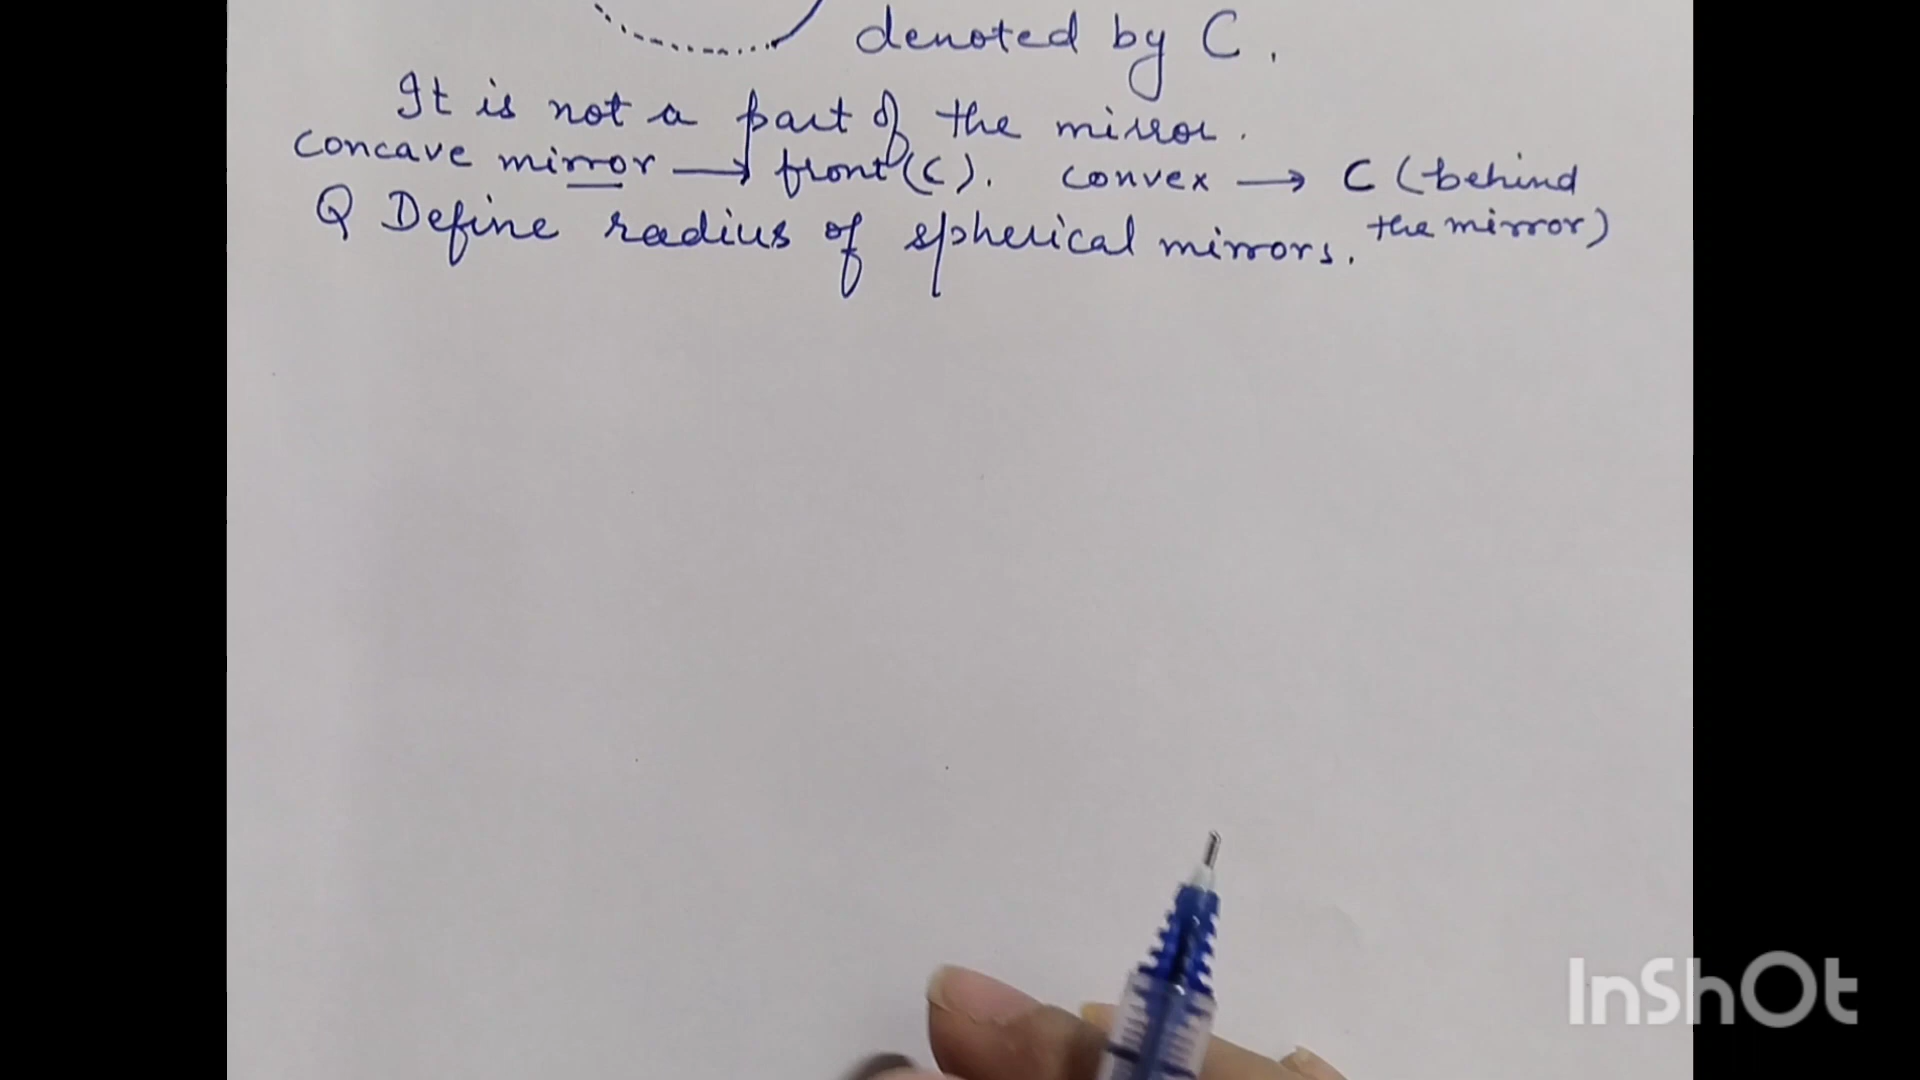 denoted by C.
It is not a part of the mirror.
concave mirror → front (C). convex → C (behind the mirror)
Q Define radius of spherical mirrors.
InShOt